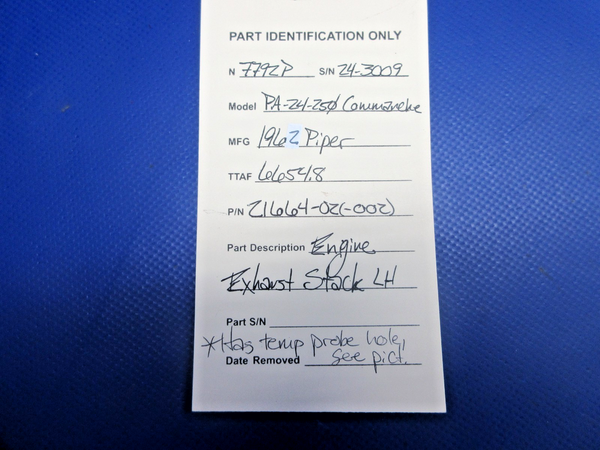 PART IDENTIFICATION ONLY
N 7792P S/N 24-3009
Model PA-24-250 Commanche
MFG 1962 Piper
TTAF 6654.8
P/N 21664-02(-002)
Part Description Engine
Exhaust Stack LH
Part S/N
*Has temp probe hole,
Date Removed See pict.